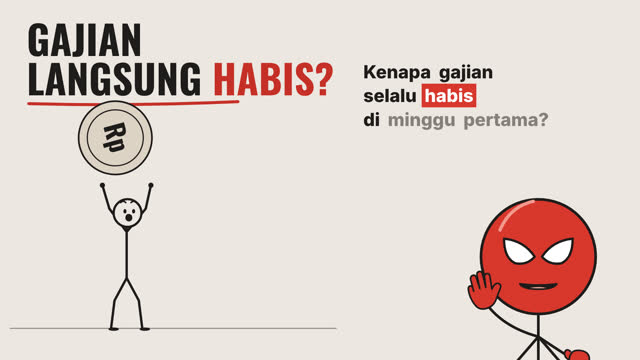 GAJIAN
LANGSUNG HABIS?
Rp
Kenapa gajian
selalu habis
di minggu pertama?